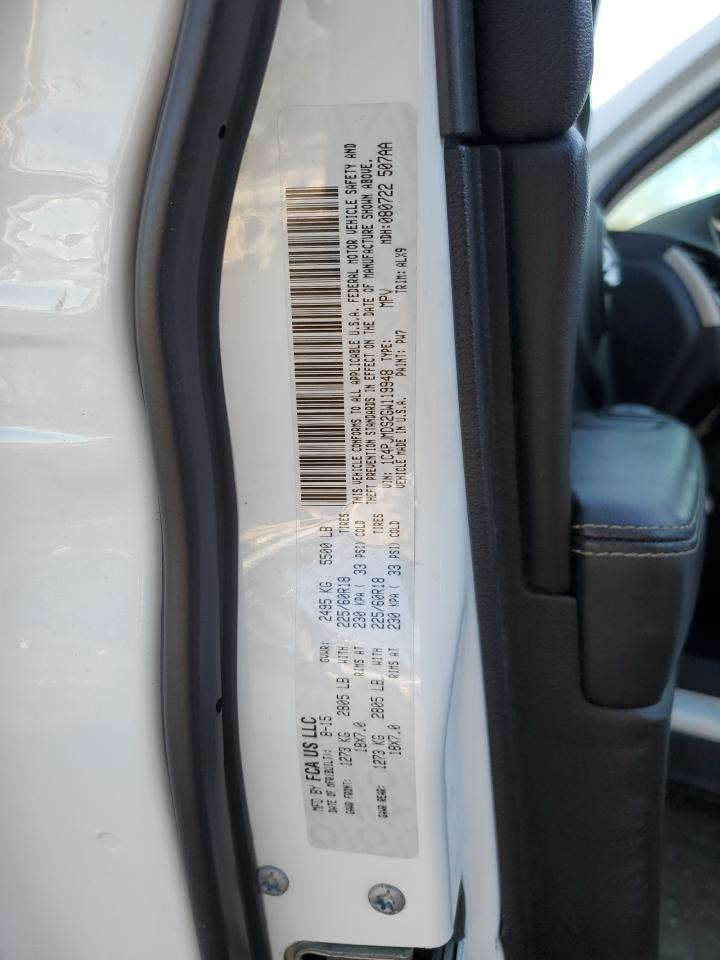 MFD BY FCA US LLC
DATE OF MFR(BUILT): 8-15 GVWR: 2495 KG 5500 LB
GAWR FRONT: 1273 KG 2805 LB WITH 225/60R18 TIRES
18X7.0 RIMS AT 230 KPA ( 33 PSI) COLD
GAWR REAR: 1273 KG 2805 LB WITH 225/60R18 TIRES
18X7.0 RIMS AT 230 KPA ( 33 PSI) COLD
THIS VEHICLE CONFORMS TO ALL APPLICABLE U.S.A. FEDERAL MOTOR VEHICLE SAFETY AND
THEFT PREVENTION STANDARDS IN EFFECT ON THE DATE OF MANUFACTURE SHOWN ABOVE.
VIN: 1C4PJMDS2GW119948 TYPE: MPV MDH: 080722 507AA
VEHICLE MADE IN U.S.A. PAINT: PW7 TRIM: ALX9